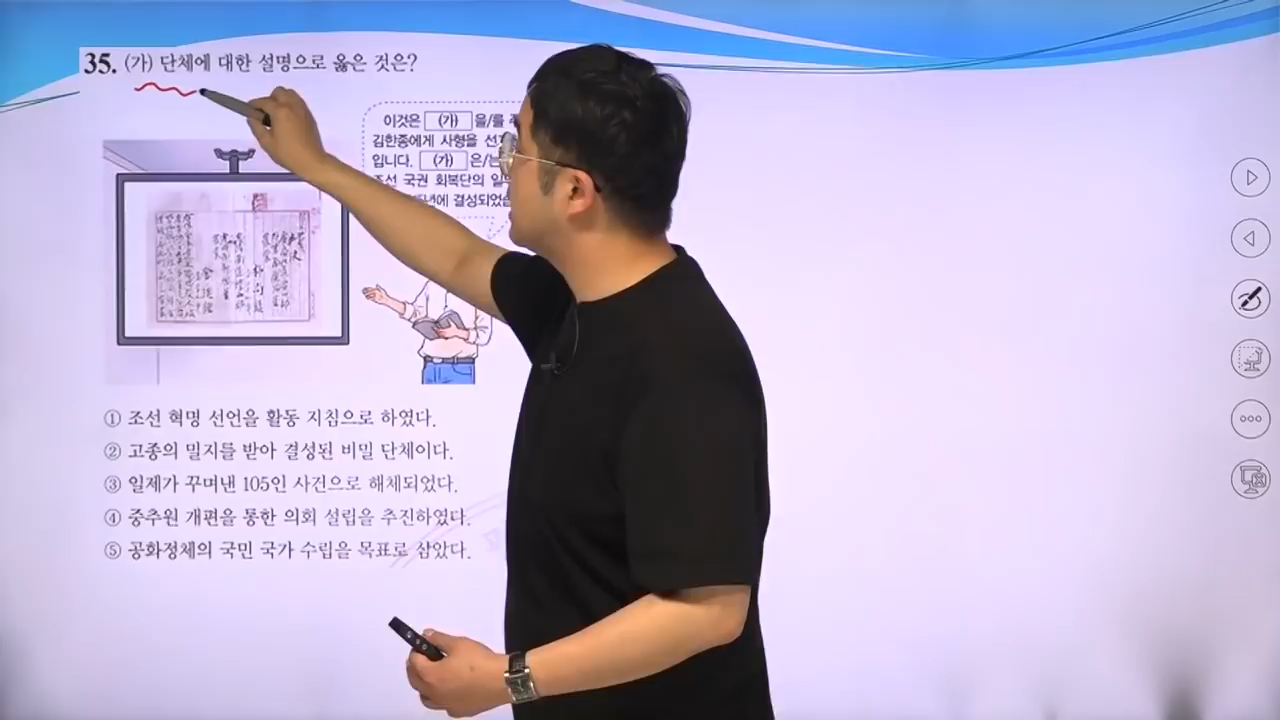 35. (가) 단체에 대한 설명으로 옳은 것은?
이것은 (가) 을/를
김한종에게 사형을
입니다. (가) 은/는
조선 국권 회복단의
에 결성되었
① 조선 혁명 선언을 활동 지침으로 하였다.
② 고종의 밀지를 받아 결성된 비밀 단체이다.
③ 일제가 꾸며낸 105인 사건으로 해체되었다.
④ 중추원 개편을 통한 의회 설립을 추진하였다.
⑤ 공화정체의 국민 국가 수립을 목표로 삼았다.